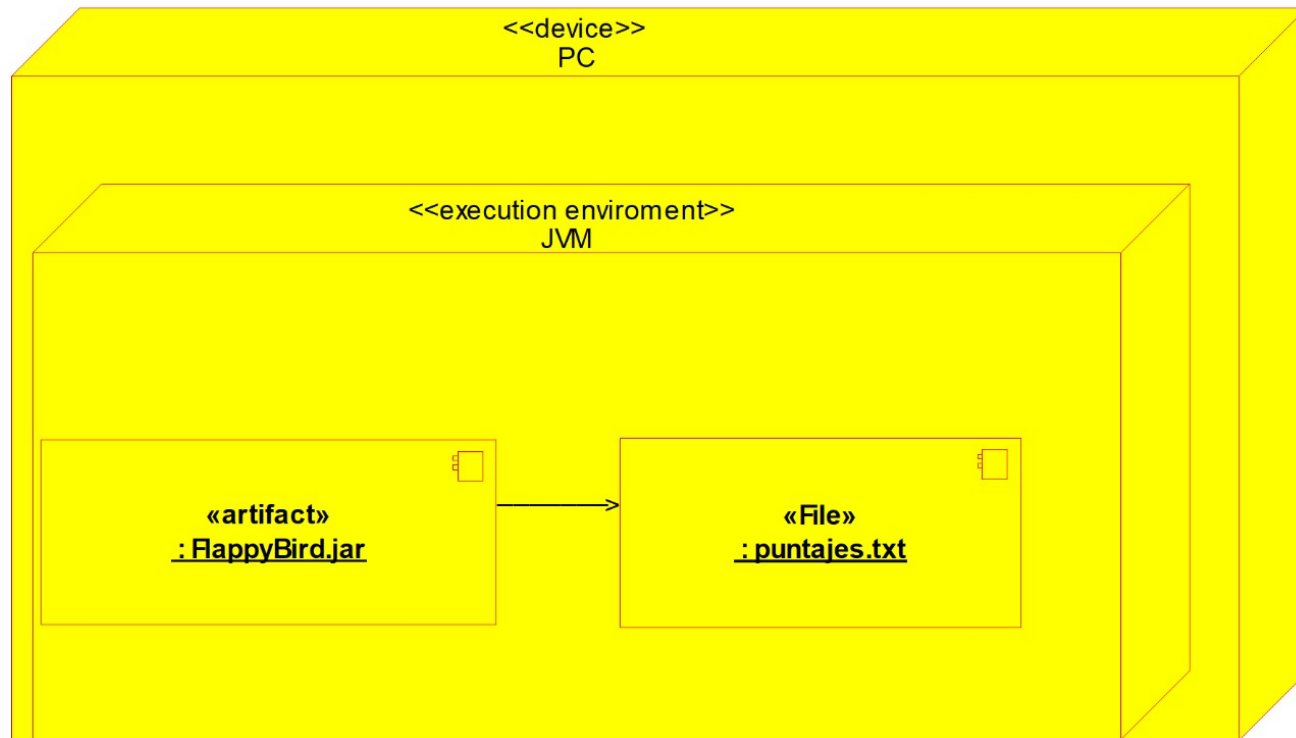 <<device>>
PC
<<execution enviroment>>
JVM
«artifact»
: FlappyBird.jar
«File»
: puntajes.txt